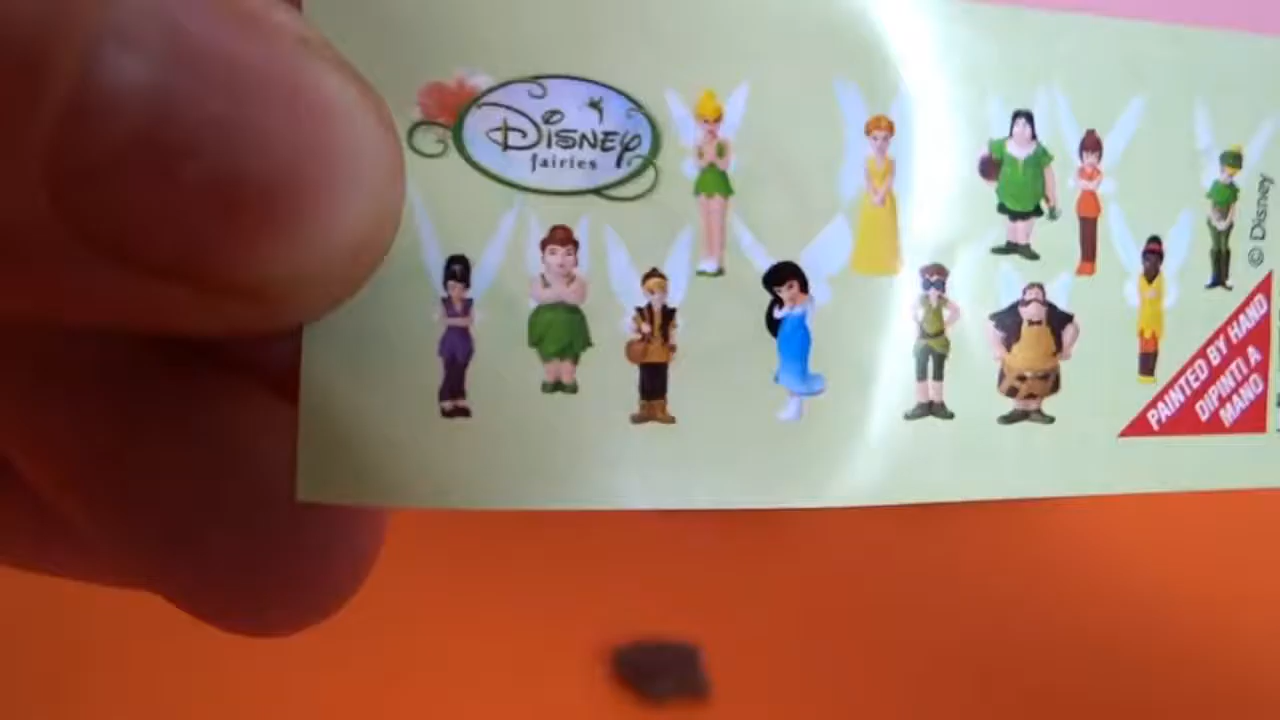 Disney
fairies
© Disney
PAINTED BY HAND
DIPINTI A
MANO